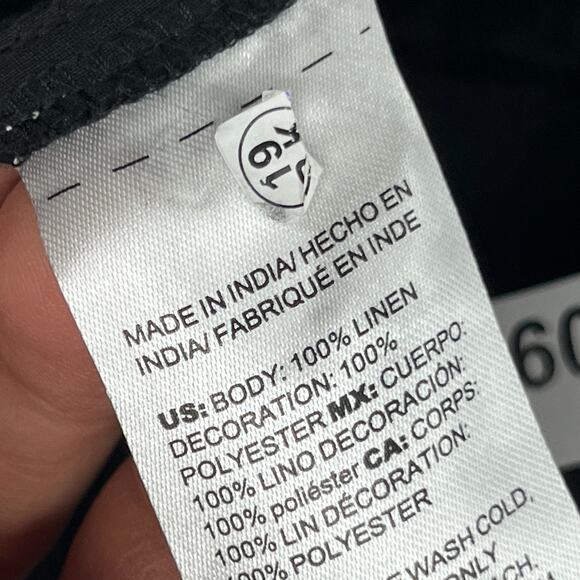 19
MADE IN INDIA/ HECHO EN
INDIA/ FABRIQUÉ EN INDE
US: BODY: 100% LINEN
DECORATION: 100%
POLYESTER MX: CUERPO:
100% LINO DECORACIÓN:
100% poliéster CA: CORPS:
100% LIN DÉCORATION:
100% POLYESTER
WASH COLD.
ONLY
60